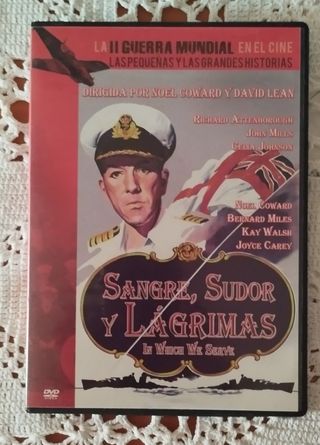 LA II GUERRA MUNDIAL EN EL CINE
LAS PEQUEÑAS Y LAS GRANDES HISTORIAS
DIRIGIDA POR NOEL COWARD Y DAVID LEAN
RICHARD ATTENBOROUGH
JOHN MILLS
CELIA JOHNSON
NOEL COWARD
BERNARD MILES
KAY WALSH
JOYCE CAREY
SANGRE, SUDOR
Y LÁGRIMAS
IN WHICH WE SERVE
DVD